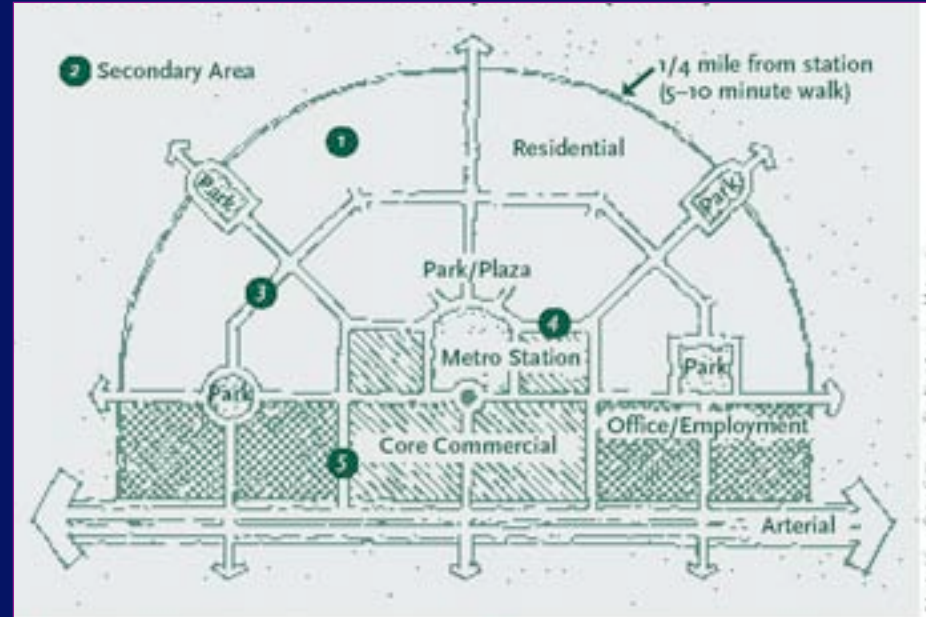 2 Secondary Area
1/4 mile from station
(5–10 minute walk)
1
Residential
Park
Park
Park/Plaza
3
4
Metro Station
Park
Park
Office/Employment
Core Commercial
5
Arterial